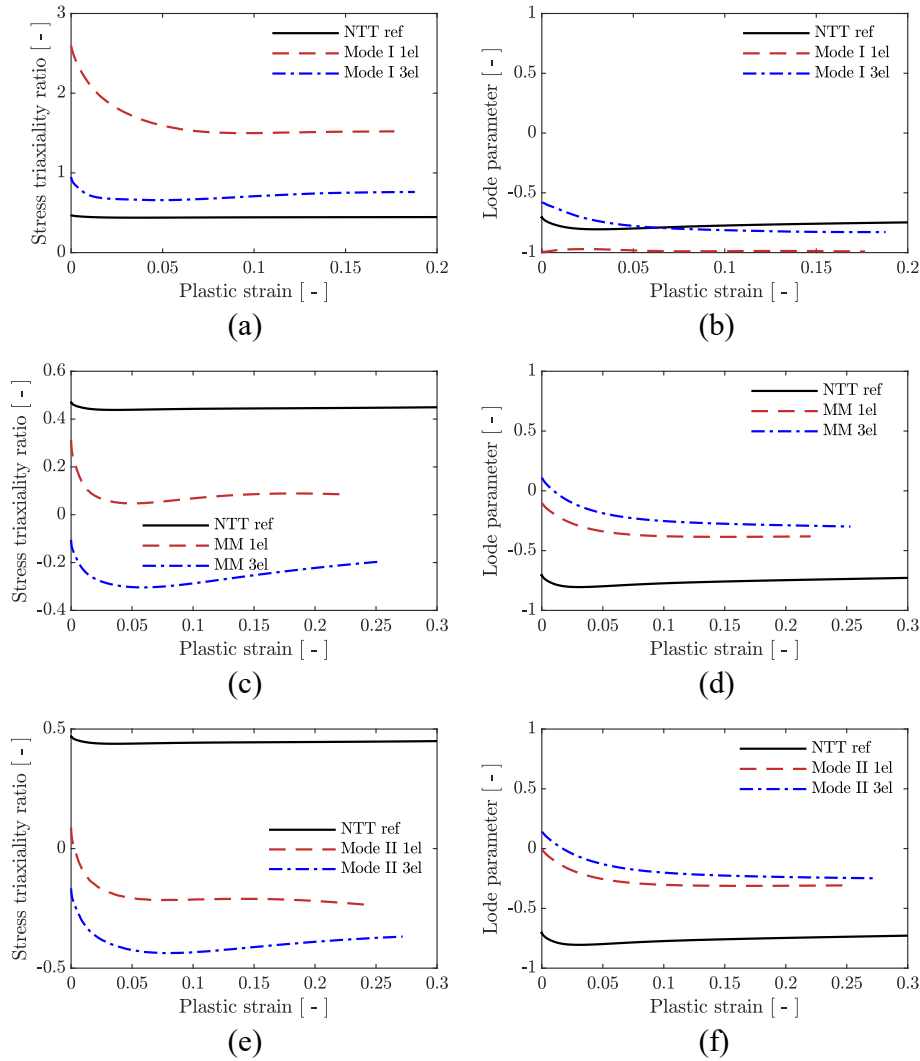 3
2
1
0
0
0.05
0.1
0.15
0.2
Stress triaxiality ratio [ - ]
Plastic strain [ - ]
NTT ref
Mode I 1el
Mode I 3el
(a)
1
0.5
0
-0.5
-1
0
0.05
0.1
0.15
0.2
Lode parameter [ - ]
Plastic strain [ - ]
NTT ref
Mode I 1el
Mode I 3el
(b)
0.6
0.4
0.2
0
-0.2
-0.4
0
0.05
0.1
0.15
0.2
0.25
0.3
Stress triaxiality ratio [ - ]
Plastic strain [ - ]
NTT ref
MM 1el
MM 3el
(c)
1
0.5
0
-0.5
-1
0
0.05
0.1
0.15
0.2
0.25
0.3
Lode parameter [ - ]
Plastic strain [ - ]
NTT ref
MM 1el
MM 3el
(d)
0.5
0
-0.5
0
0.05
0.1
0.15
0.2
0.25
0.3
Stress triaxiality ratio [ - ]
Plastic strain [ - ]
NTT ref
Mode II 1el
Mode II 3el
(e)
1
0.5
0
-0.5
-1
0
0.05
0.1
0.15
0.2
0.25
0.3
Lode parameter [ - ]
Plastic strain [ - ]
NTT ref
Mode II 1el
Mode II 3el
(f)